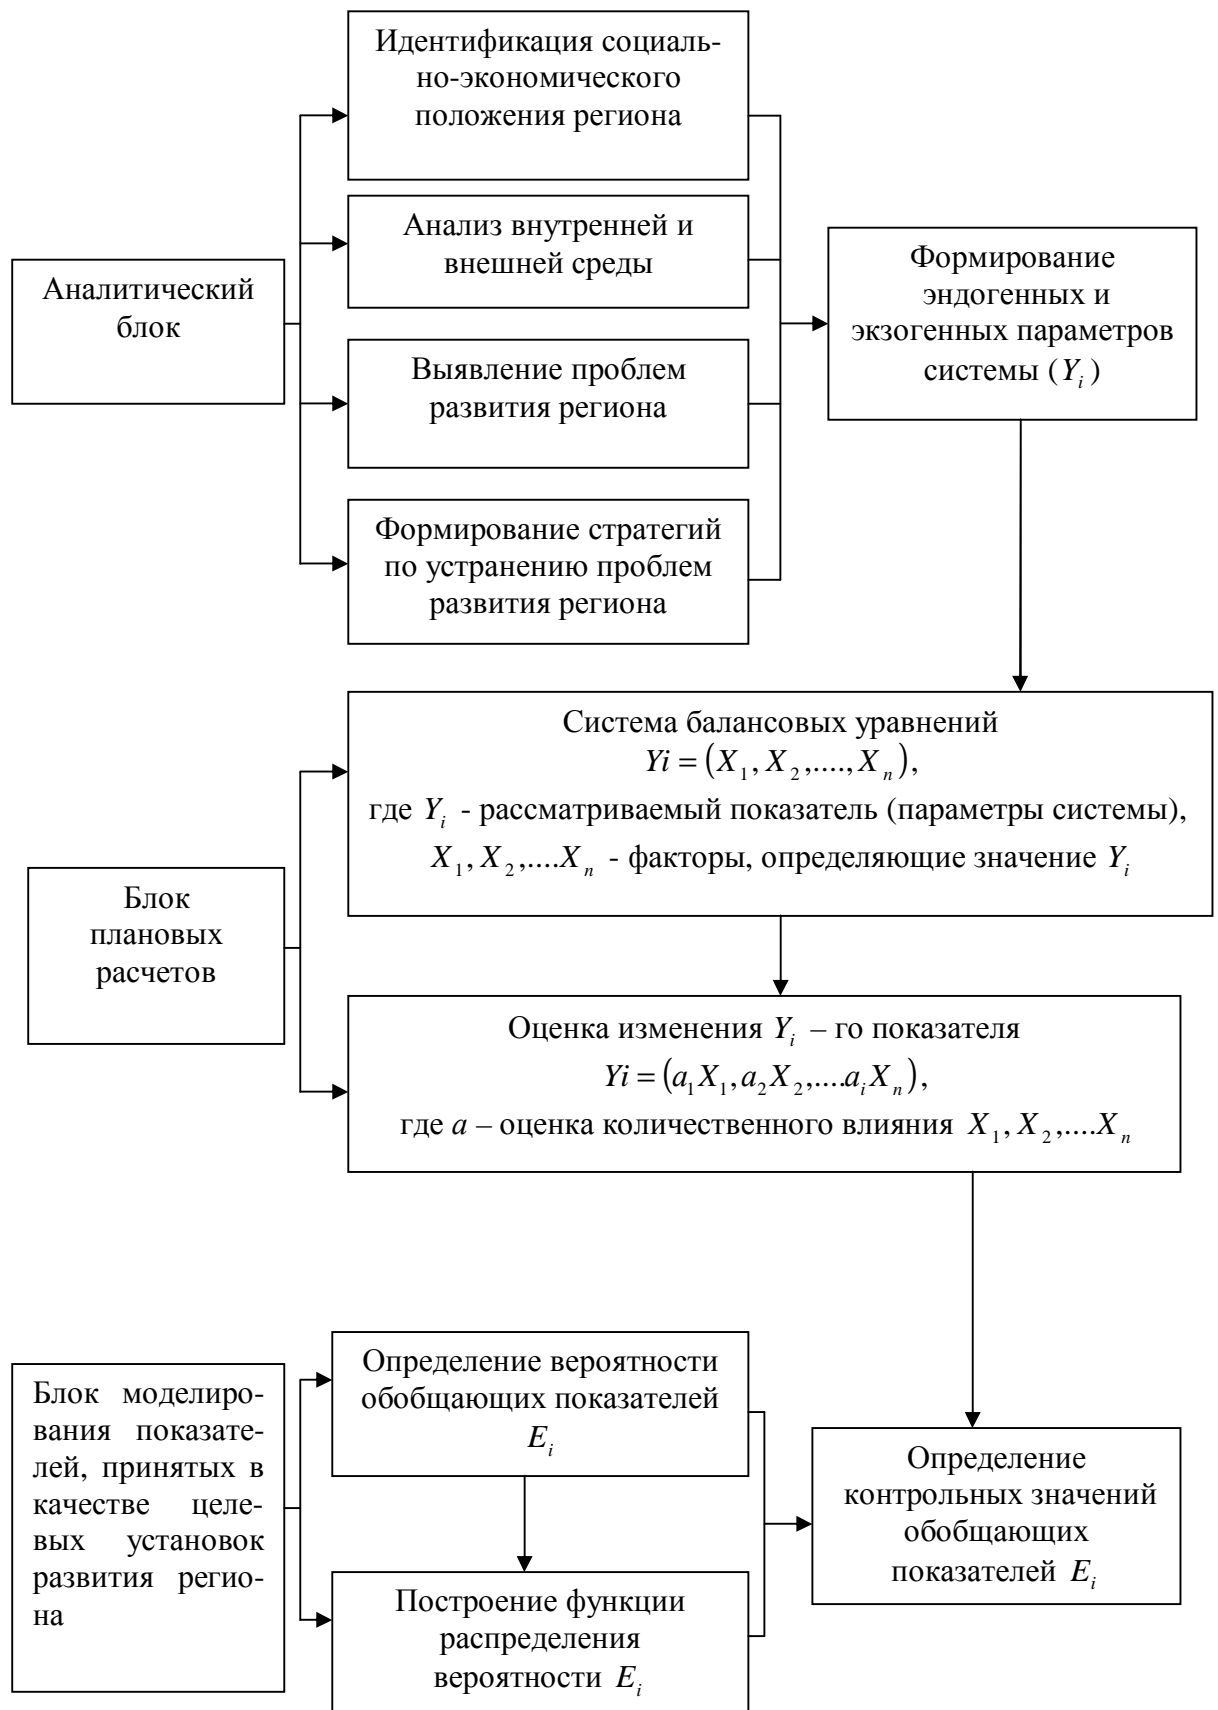 Идентификация социаль-
но-экономического
положения региона
Анализ внутренней и
внешней среды
Аналитический
блок
Выявление проблем
развития региона
Формирование стратегий
по устранению проблем
развития региона
Формирование
эндогенных и
экзогенных параметров
системы (Y_i)
Система балансовых уравнений
Yi = (X_1, X_2,...., X_n),
где Y_i - рассматриваемый показатель (параметры системы),
X_1, X_2,....X_n - факторы, определяющие значение Y_i
Блок
плановых
расчетов
Оценка изменения Y_i – го показателя
Yi = (a_1X_1, a_2X_2,....a_iX_n),
где a – оценка количественного влияния X_1, X_2,....X_n
Блок моделиро-
вания показате-
лей, принятых в
качестве целе-
вых установок
развития регио-
на
Определение вероятности
обобщающих показателей
E_i
Построение функции
распределения
вероятности E_i
Определение
контрольных значений
обобщающих
показателей E_i